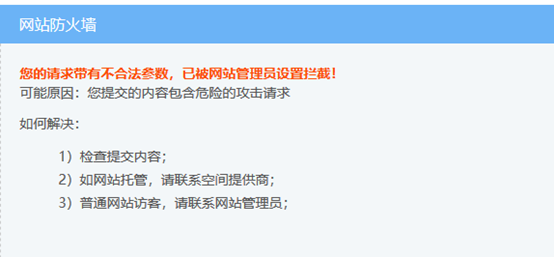 网站防火墙
您的请求带有不合法参数，已被网站管理员设置拦截！
可能原因：您提交的内容包含危险的攻击请求
如何解决：
1）检查提交内容；
2）如网站托管，请联系空间提供商；
3）普通网站访客，请联系网站管理员；